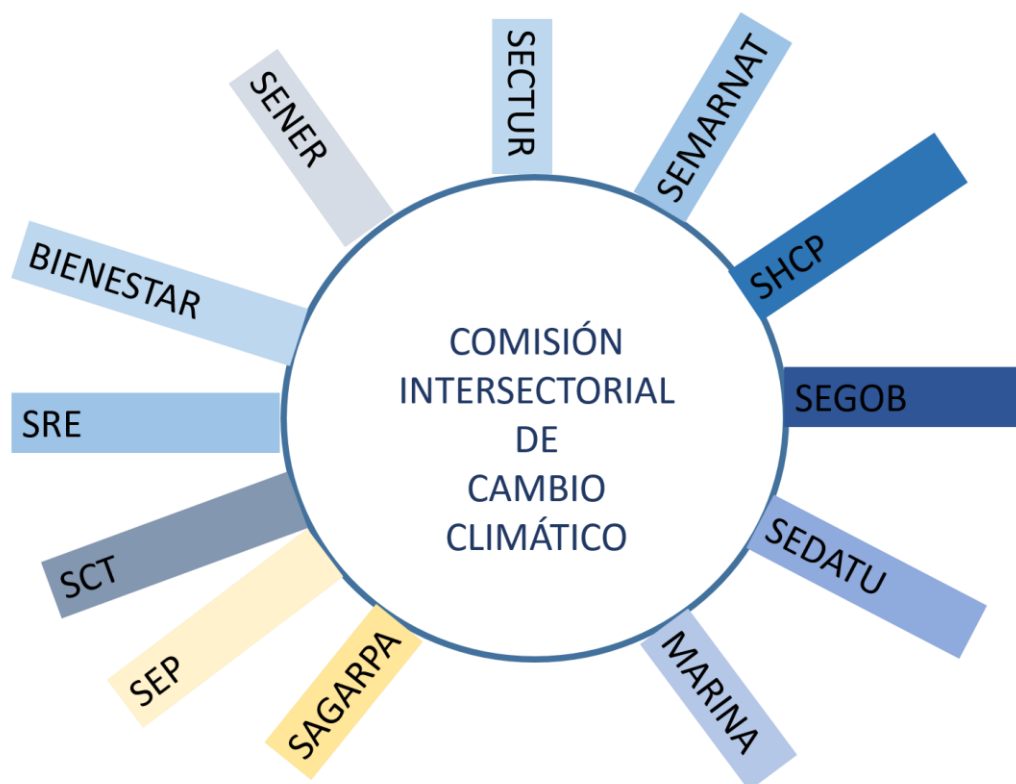 SECTUR
SEMARNAT
SHCP
SEGOB
SEDATU
MARINA
SAGARPA
SEP
SCT
SRE
BIENESTAR
SENER
COMISIÓN
INTERSECTORIAL
DE
CAMBIO
CLIMÁTICO